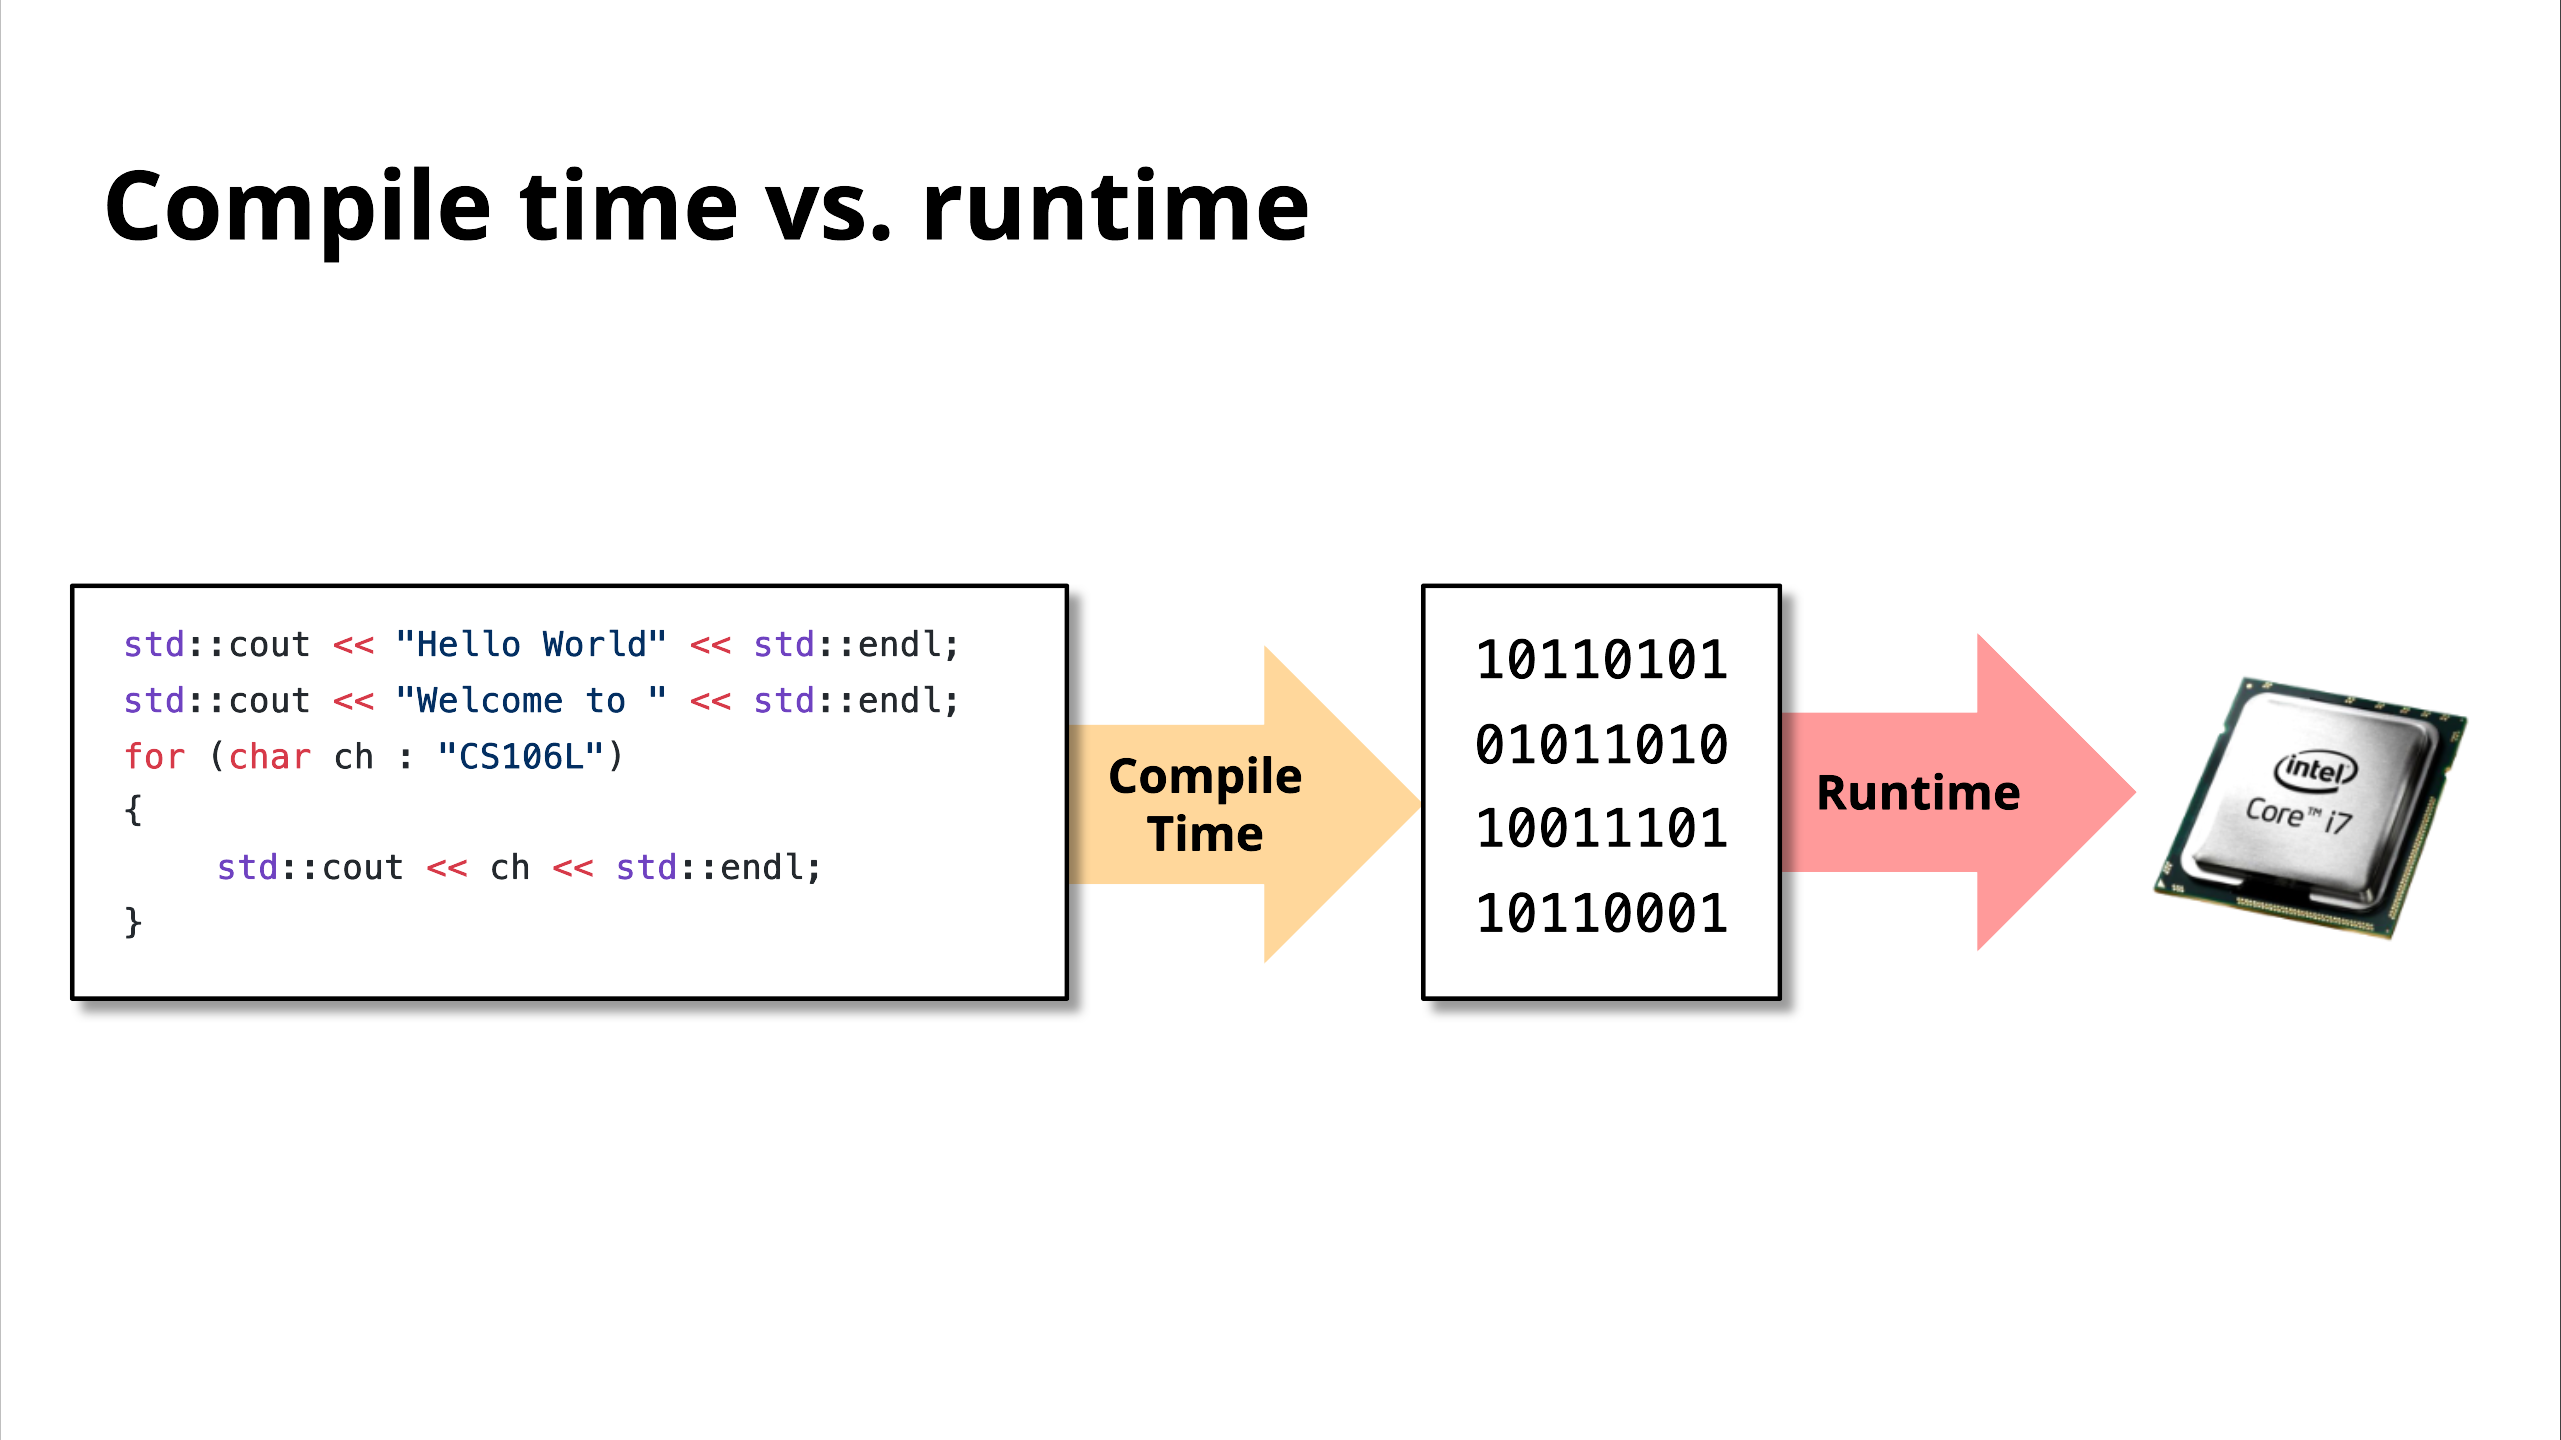 Compile time vs. runtime
std::cout << "Hello World" << std::endl;
std::cout << "Welcome to " << std::endl;
for (char ch : "CS106L")
{
    std::cout << ch << std::endl;
}
Compile
Time
10110101
01011010
10011101
10110001
Runtime
intel
Core™ i7